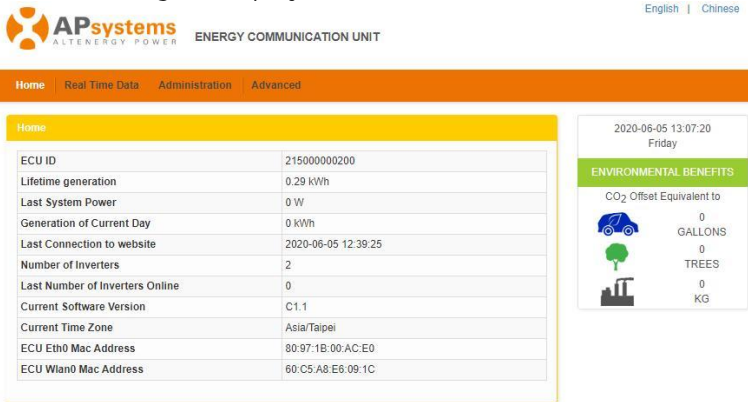 English | Chinese
APsystems
ALTENERGY POWER
ENERGY COMMUNICATION UNIT
Home Real Time Data Administration Advanced
Home
ECU ID 215000000200
Lifetime generation 0.29 kWh
Last System Power 0 W
Generation of Current Day 0 kWh
Last Connection to website 2020-06-05 12:39:25
Number of Inverters 2
Last Number of Inverters Online 0
Current Software Version C1.1
Current Time Zone Asia/Taipei
ECU Eth0 Mac Address 80:97:1B:00:AC:E0
ECU Wlan0 Mac Address 60:C5:A8:E6:09:1C
2020-06-05 13:07:20
Friday
ENVIRONMENTAL BENEFITS
CO2 Offset Equivalent to
0
GALLONS
0
TREES
0
KG